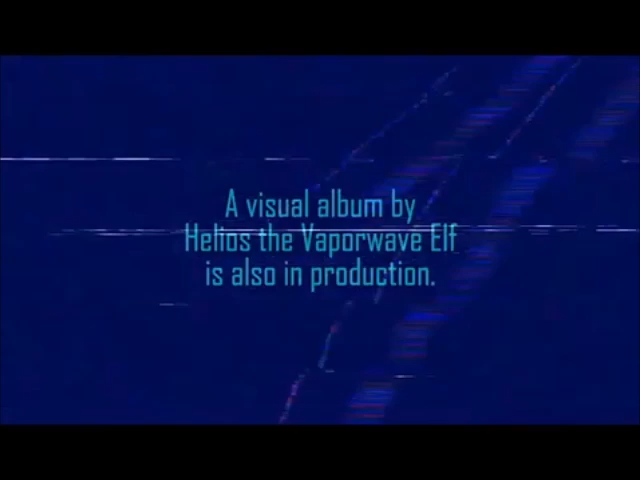 A visual album by
Helios the Vaporwave Elf
is also in production.